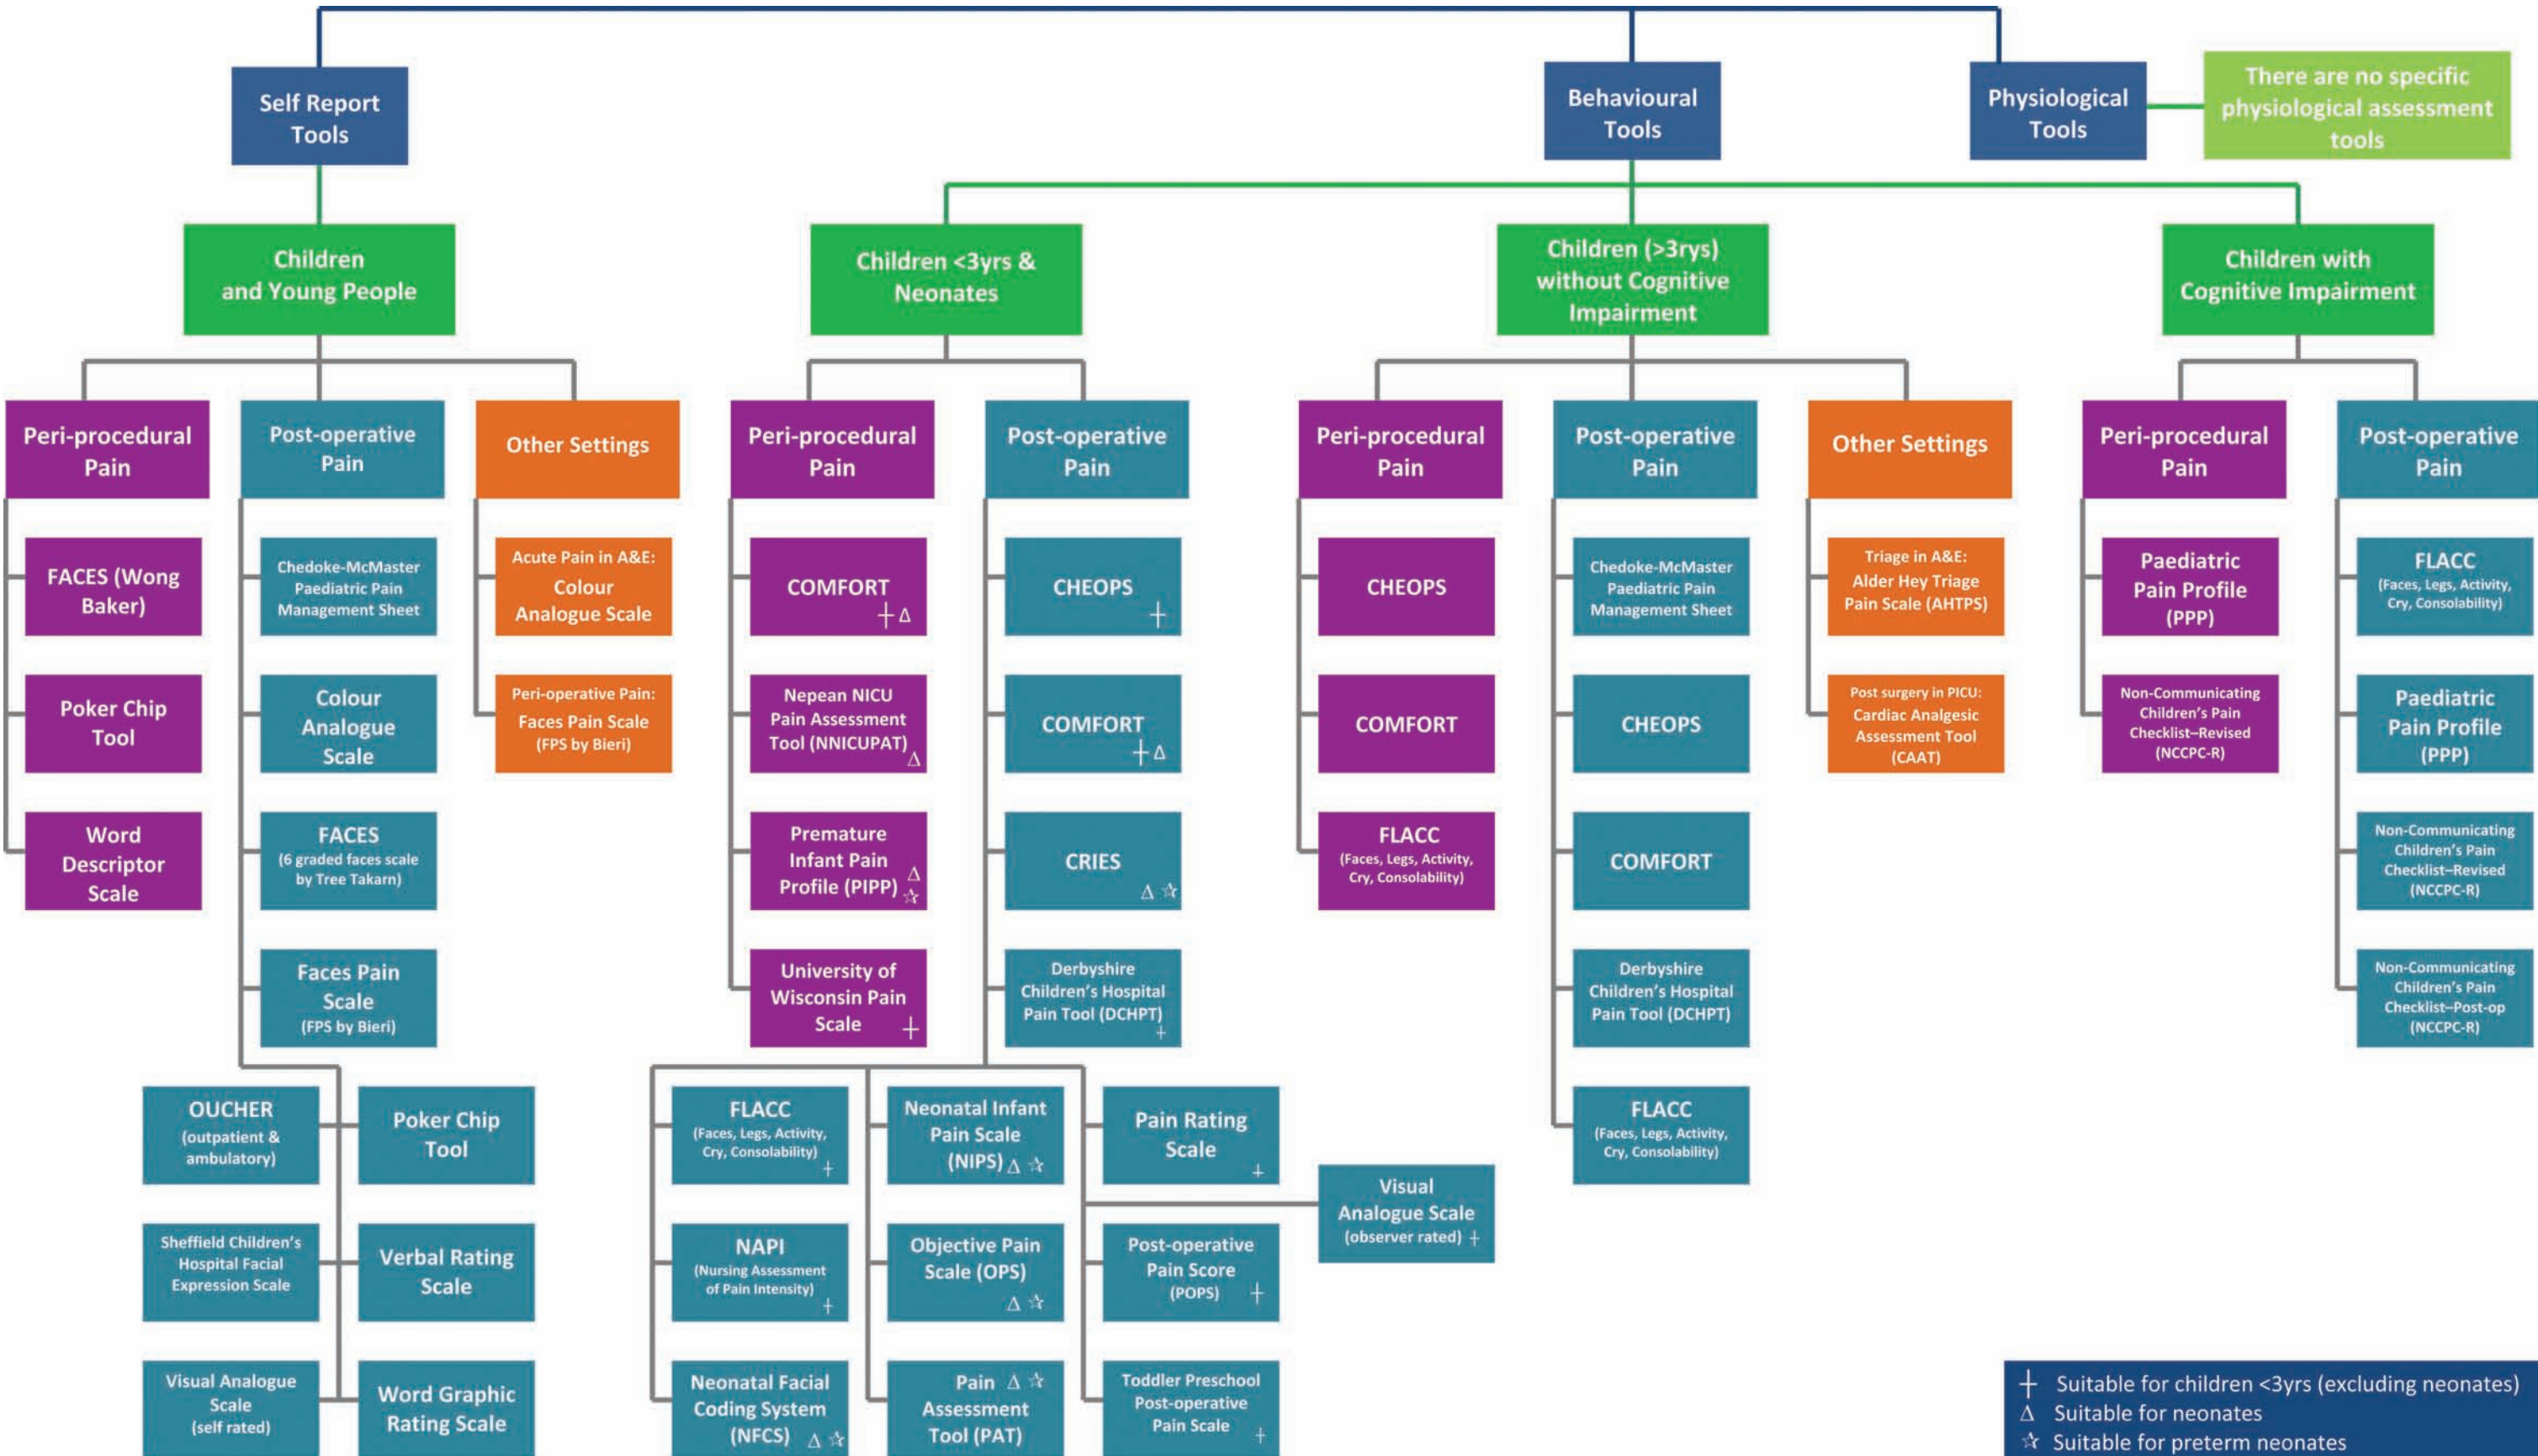 Self Report
Tools
Behavioural
Tools
Physiological
Tools
There are no specific
physiological assessment
tools
Children
and Young People
Children <3yrs &
Neonates
Children (>3rys)
without Cognitive
Impairment
Children with
Cognitive Impairment
Peri-procedural
Pain
FACES (Wong
Baker)
Poker Chip
Tool
Word
Descriptor
Scale
Post-operative
Pain
Chedoke-McMaster
Paediatric Pain
Management Sheet
Colour
Analogue
Scale
FACES
(6 graded faces scale
by Tree Takarn)
Faces Pain
Scale
(FPS by Bieri)
OUCHER
(outpatient &
ambulatory)
Poker Chip
Tool
Sheffield Children's
Hospital Facial
Expression Scale
Verbal Rating
Scale
Visual Analogue
Scale
(self rated)
Word Graphic
Rating Scale
Other Settings
Acute Pain in A&E:
Colour
Analogue Scale
Peri-operative Pain:
Faces Pain Scale
(FPS by Bieri)
Peri-procedural
Pain
COMFORT
┼ Δ
Nepean NICU
Pain Assessment
Tool (NNICUPAT)
Δ
Premature
Infant Pain
Profile (PIPP) Δ
☆
University of
Wisconsin Pain
Scale ┼
Post-operative
Pain
CHEOPS
┼
COMFORT
┼ Δ
CRIES
Δ ☆
Derbyshire
Children's Hospital
Pain Tool (DCHPT)
┼
FLACC
(Faces, Legs, Activity,
Cry, Consolability)
┼
NAPI
(Nursing Assessment
of Pain Intensity)
┼
Neonatal Facial
Coding System
(NFCS) Δ ☆
Neonatal Infant
Pain Scale
(NIPS) Δ ☆
Objective Pain
Scale (OPS)
Δ ☆
Pain Δ ☆
Assessment
Tool (PAT)
Pain Rating
Scale
┼
Post-operative
Pain Score
(POPS) ┼
Toddler Preschool
Post-operative
Pain Scale
┼
Visual
Analogue Scale
(observer rated) ┼
Peri-procedural
Pain
CHEOPS
COMFORT
FLACC
(Faces, Legs, Activity,
Cry, Consolability)
Post-operative
Pain
Chedoke-McMaster
Paediatric Pain
Management Sheet
CHEOPS
COMFORT
Derbyshire
Children's Hospital
Pain Tool (DCHPT)
FLACC
(Faces, Legs, Activity,
Cry, Consolability)
Other Settings
Triage in A&E:
Alder Hey Triage
Pain Scale (AHTPS)
Post surgery in PICU:
Cardiac Analgesic
Assessment Tool
(CAAT)
Peri-procedural
Pain
Paediatric
Pain Profile
(PPP)
Non-Communicating
Children's Pain
Checklist–Revised
(NCCPC-R)
Post-operative
Pain
FLACC
(Faces, Legs, Activity,
Cry, Consolability)
Paediatric
Pain Profile
(PPP)
Non-Communicating
Children's Pain
Checklist–Revised
(NCCPC-R)
Non-Communicating
Children's Pain
Checklist–Post-op
(NCCPC-R)
┼ Suitable for children <3yrs (excluding neonates)
Δ Suitable for neonates
☆ Suitable for preterm neonates